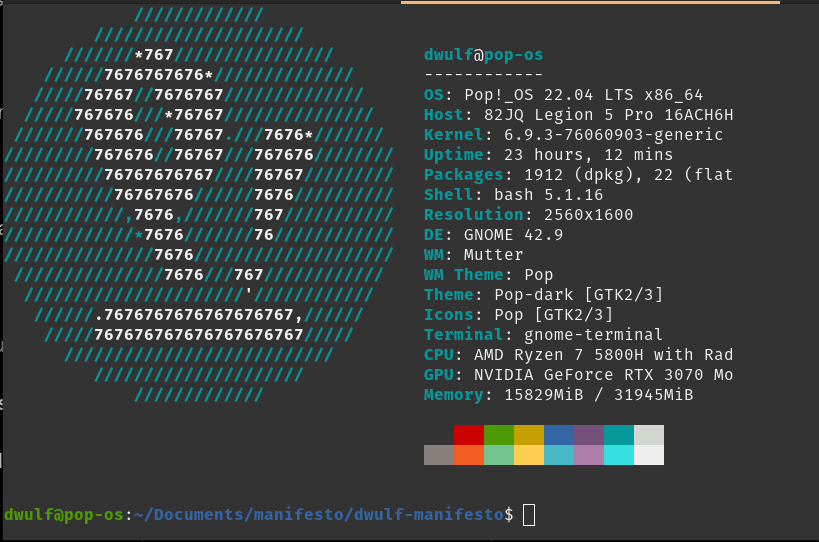 /////////////
/////////////////////
///////*767////////////////
//////7676767676*//////////////
/////76767//7676767//////////////
/////767676///*76767///////////////
///////767676///76767.///7676*///////
/////////767676//76767///767676////////
//////////76767676767////76767/////////
///////////76767676//////7676//////////
////////////,7676,///////767///////////
/////////////*7676///////76////////////
///////////////7676////////////////////
///////////////7676///767////////////
//////////////////////'////////////
//////.7676767676767676767,//////
/////767676767676767676767/////
///////////////////////////
/////////////////////
/////////////
dwulf@pop-os
------------
OS: Pop!_OS 22.04 LTS x86_64
Host: 82JQ Legion 5 Pro 16ACH6H
Kernel: 6.9.3-76060903-generic
Uptime: 23 hours, 12 mins
Packages: 1912 (dpkg), 22 (flat
Shell: bash 5.1.16
Resolution: 2560x1600
DE: GNOME 42.9
WM: Mutter
WM Theme: Pop
Theme: Pop-dark [GTK2/3]
Icons: Pop [GTK2/3]
Terminal: gnome-terminal
CPU: AMD Ryzen 7 5800H with Rad
GPU: NVIDIA GeForce RTX 3070 Mo
Memory: 15829MiB / 31945MiB
dwulf@pop-os:~/Documents/manifesto/dwulf-manifesto$